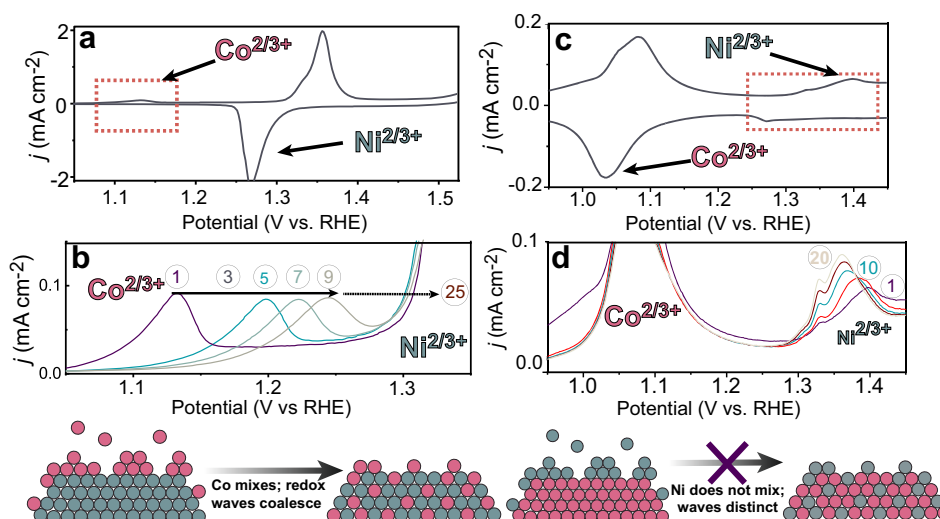 a
Co2/3+
Ni2/3+
j (mA cm-2)
2
0
2
1.1
1.2
1.3
1.4
1.5
Potential (V vs. RHE)
c
Ni2/3+
Co2/3+
j (mA cm-2)
0.2
0.0
-0.2
1.0
1.1
1.2
1.3
1.4
Potential (V vs. RHE)
b
Co2/3+
1
3
5
7
9
25
Ni2/3+
j (mA cm-2)
0.1
0.0
1.1
1.2
1.3
Potential (V vs RHE)
d
Co2/3+
20
10
1
Ni2/3+
j (mA cm-2)
0.1
0.0
1.0
1.1
1.2
1.3
1.4
Potential (V vs. RHE)
Co mixes; redox
waves coalesce
Ni does not mix;
waves distinct